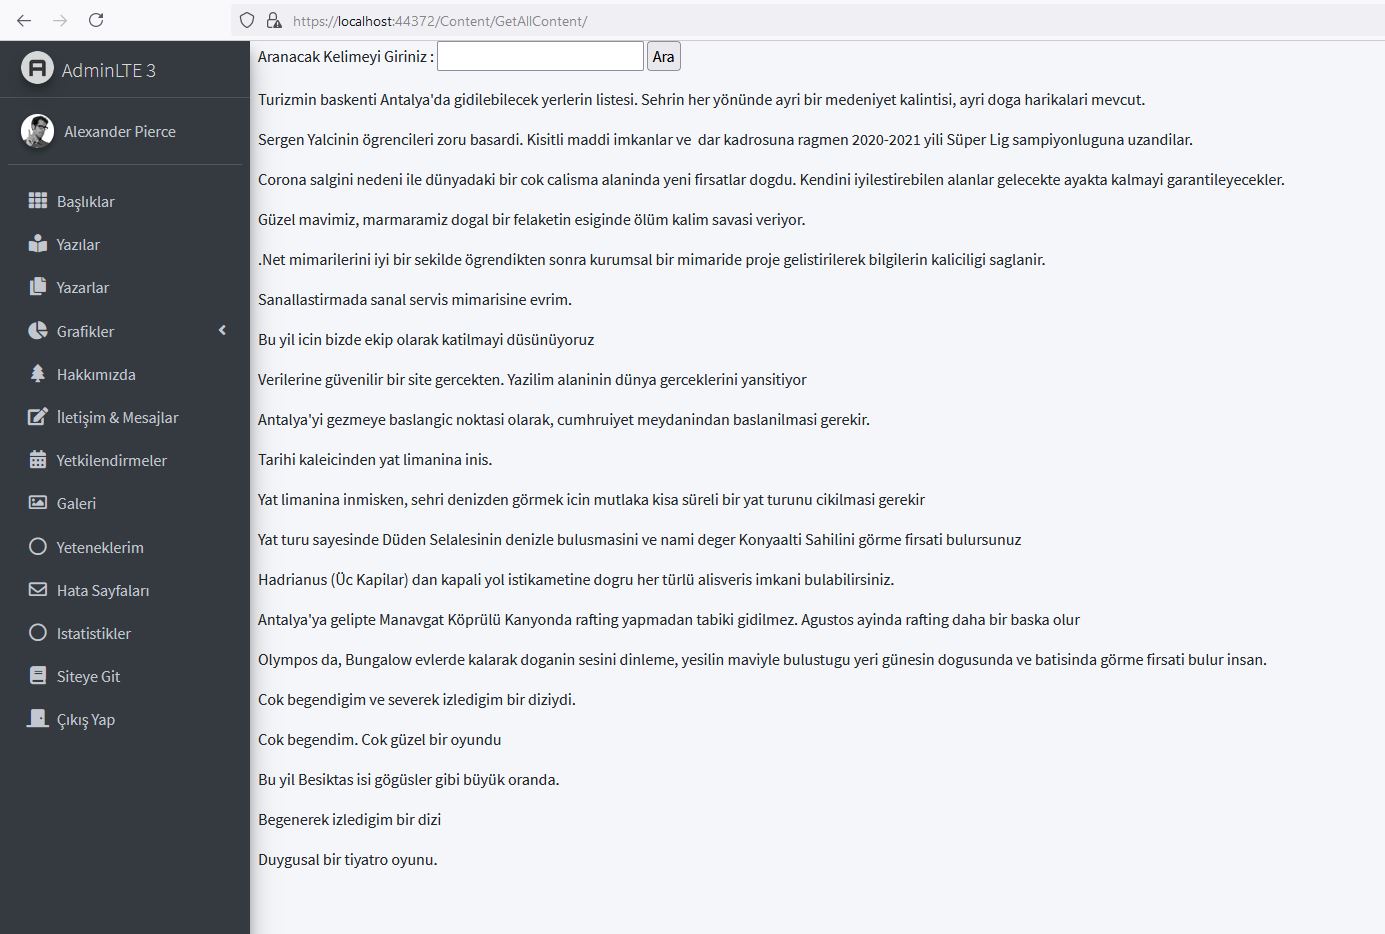 https://localhost:44372/Content/GetAllContent/
AdminLTE 3
Alexander Pierce
Başlıklar
Yazılar
Yazarlar
Grafikler
Hakkımızda
İletişim & Mesajlar
Yetkilendirmeler
Galeri
Yeteneklerim
Hata Sayfaları
Istatistikler
Siteye Git
Çıkış Yap
Aranacak Kelimeyi Giriniz : Ara
Turizmin baskenti Antalya'da gidilebilecek yerlerin listesi. Sehrin her yönünde ayri bir medeniyet kalintisi, ayri doga harikalari mevcut.
Sergen Yalcinin ögrencileri zoru basardi. Kisitli maddi imkanlar ve  dar kadrosuna ragmen 2020-2021 yili Süper Lig sampiyonluguna uzandilar.
Corona salgini nedeni ile dünyadaki bir cok calisma alaninda yeni firsatlar dogdu. Kendini iyilestirebilen alanlar gelecekte ayakta kalmayi garantileyecekler.
Güzel mavimiz, marmaramiz dogal bir felaketin esiginde ölüm kalim savasi veriyor.
.Net mimarilerini iyi bir sekilde ögrendikten sonra kurumsal bir mimaride proje gelistirilerek bilgilerin kaliciligi saglanir.
Sanallastirmada sanal servis mimarisine evrim.
Bu yil icin bizde ekip olarak katilmayi düsünüyoruz
Verilerine güvenilir bir site gercekten. Yazilim alaninin dünya gerceklerini yansitiyor
Antalya'yi gezmeye baslangic noktasi olarak, cumhruiyet meydanindan baslanilmasi gerekir.
Tarihi kaleicinden yat limanina inis.
Yat limanina inmisken, sehri denizden görmek icin mutlaka kisa süreli bir yat turunu cikilmasi gerekir
Yat turu sayesinde Düden Selalesinin denizle bulusmasini ve nami deger Konyaalti Sahilini görme firsati bulursunuz
Hadrianus (Üc Kapilar) dan kapali yol istikametine dogru her türlü alisveris imkani bulabilirsiniz.
Antalya'ya gelipte Manavgat Köprülü Kanyonda rafting yapmadan tabiki gidilmez. Agustos ayinda rafting daha bir baska olur
Olympos da, Bungalow evlerde kalarak doganin sesini dinleme, yesilin maviyle bulustugu yeri günesin dogusunda ve batisinda görme firsati bulur insan.
Cok begendigim ve severek izledigim bir diziydi.
Cok begendim. Cok güzel bir oyundu
Bu yil Besiktas isi gögüsler gibi büyük oranda.
Begenerek izledigim bir dizi
Duygusal bir tiyatro oyunu.